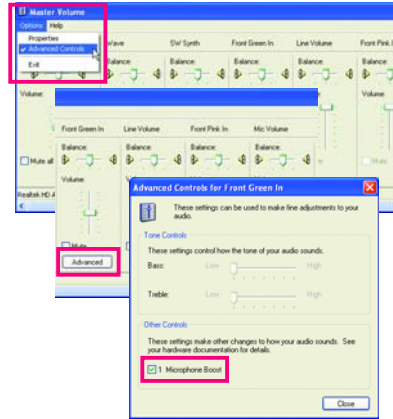 Master Volume
Options Help
Properties
Advanced Controls
Exit
Wave
SW Synth
Front Green In
Line Volume
Front Pink I
Balance:
Balance:
Balance:
Balance:
Balance:
Volume:
Volume:
Mute all
Mute
Realtek HD A
Front Green In
Line Volume
Front Pink In
Mic Volume
Balance:
Balance:
Balance:
Balance:
Volume:
Mute
Advanced
Advanced Controls for Front Green In
These settings can be used to make fine adjustments to your
audio.
Tone Controls
These settings control how the tone of your audio sounds.
Bass:
Low
High
Treble:
Low
High
Other Controls
These settings make other changes to how your audio sounds. See
your hardware documentation for details.
1 Microphone Boost
Close